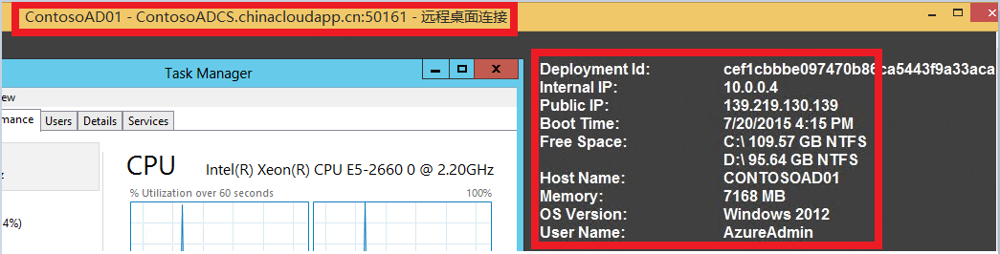 ContosoAD01 - ContosoADCS.chinacloudapp.cn:50161 - 远程桌面连接
Task Manager
ew
mance Users Details Services
z
4%)
CPU Intel(R) Xeon(R) CPU E5-2660 0 @ 2.20GHz
% Utilization over 60 seconds 100%
Deployment Id: cef1cbbbe097470b86ca5443f9a33aca
Internal IP: 10.0.0.4
Public IP: 139.219.130.139
Boot Time: 7/20/2015 4:15 PM
Free Space: C:\ 109.57 GB NTFS
D:\ 95.64 GB NTFS
Host Name: CONTOSOAD01
Memory: 7168 MB
OS Version: Windows 2012
User Name: AzureAdmin